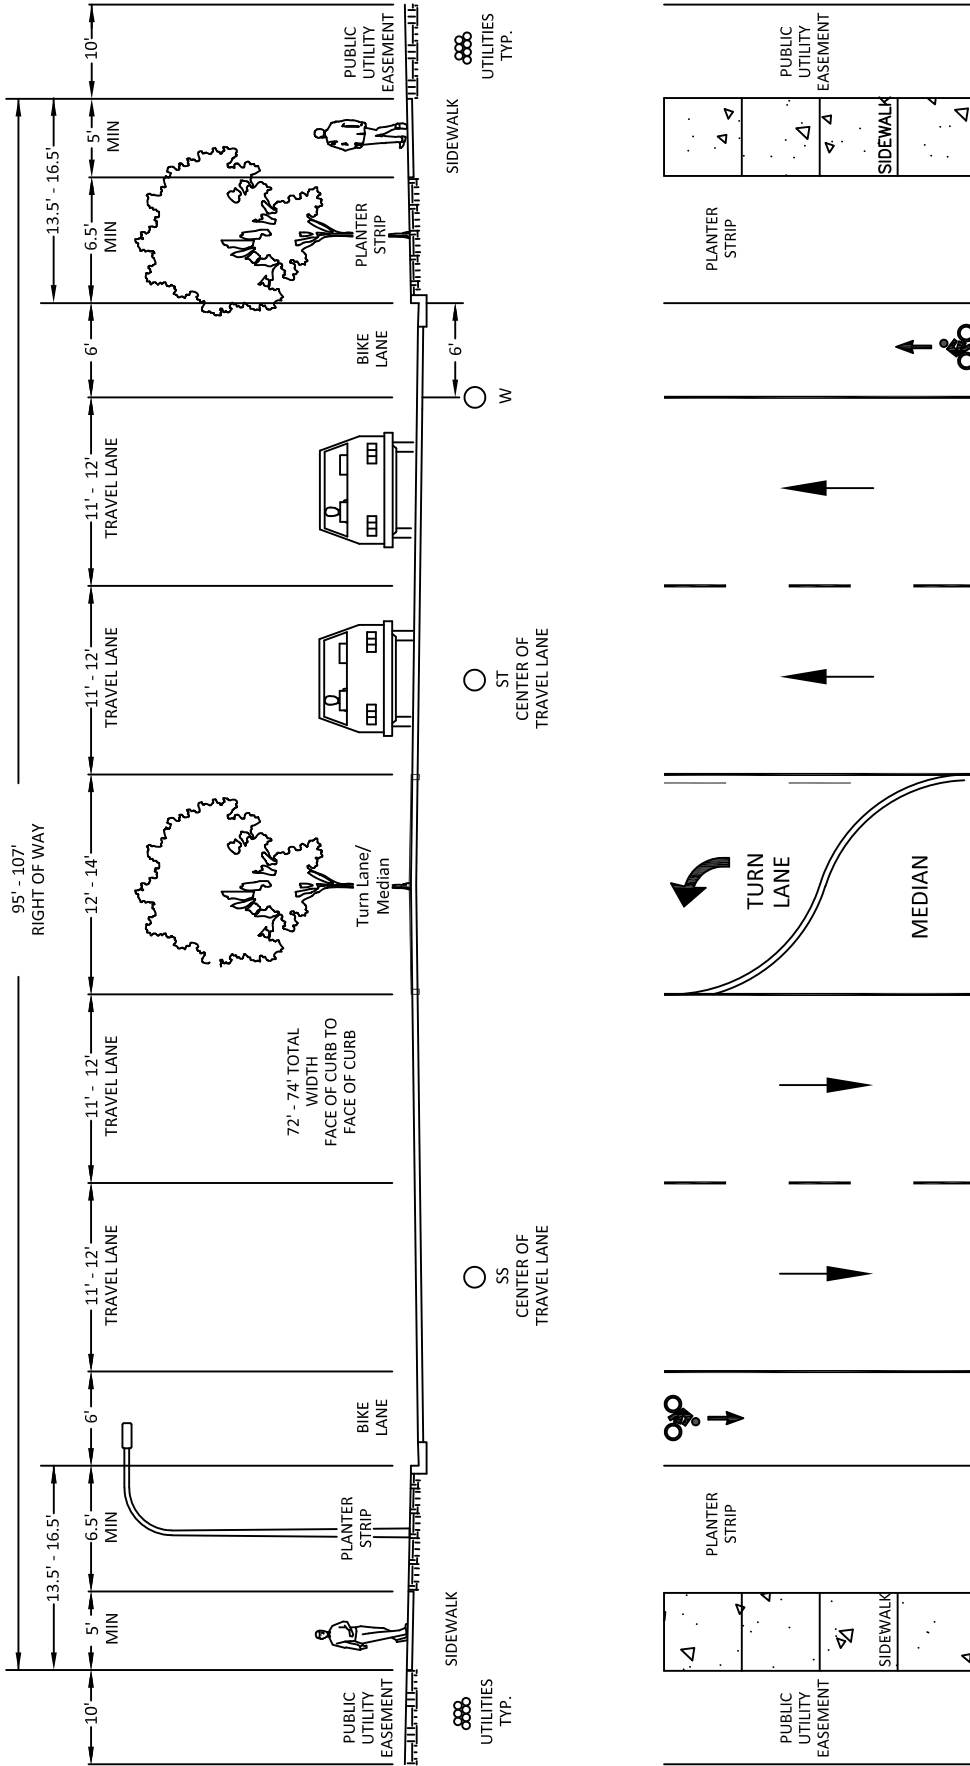 95' - 107'
RIGHT OF WAY
13.5' - 16.5'
13.5' - 16.5'
10'
5'
MIN
6.5'
MIN
6'
11' - 12'
TRAVEL LANE
11' - 12'
TRAVEL LANE
12' - 14'
11' - 12'
TRAVEL LANE
11' - 12'
TRAVEL LANE
6'
6.5'
MIN
5'
MIN
10'
72' - 74' TOTAL
WIDTH
FACE OF CURB TO
FACE OF CURB
PUBLIC
UTILITY
EASEMENT
PLANTER
STRIP
BIKE
LANE
Turn Lane/
Median
BIKE
LANE
PLANTER
STRIP
PUBLIC
UTILITY
EASEMENT
SIDEWALK
6'
SIDEWALK
UTILITIES
TYP.
SS
CENTER OF
TRAVEL LANE
ST
CENTER OF
TRAVEL LANE
W
UTILITIES
TYP.
PUBLIC
UTILITY
EASEMENT
SIDEWALK
PLANTER
STRIP
TURN
LANE
MEDIAN
PLANTER
STRIP
SIDEWALK
PUBLIC
UTILITY
EASEMENT